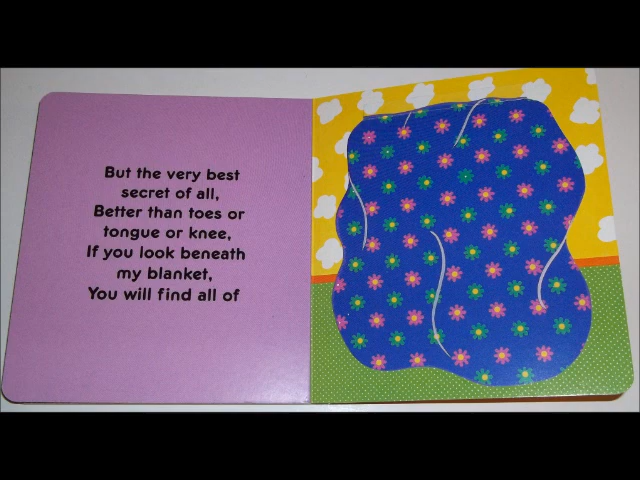 But the very best
secret of all,
Better than toes or
tongue or knee,
If you look beneath
my blanket,
You will find all of